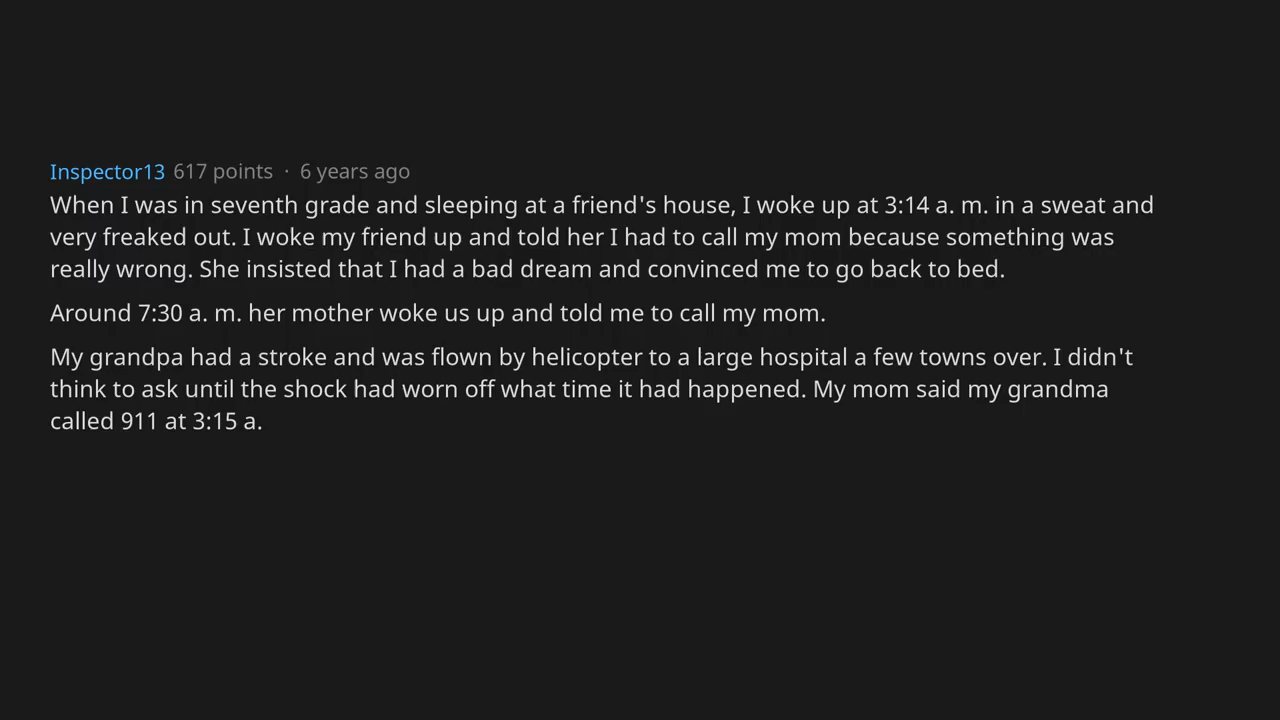 Inspector13 617 points · 6 years ago
When I was in seventh grade and sleeping at a friend's house, I woke up at 3:14 a. m. in a sweat and
very freaked out. I woke my friend up and told her I had to call my mom because something was
really wrong. She insisted that I had a bad dream and convinced me to go back to bed.
Around 7:30 a. m. her mother woke us up and told me to call my mom.
My grandpa had a stroke and was flown by helicopter to a large hospital a few towns over. I didn't
think to ask until the shock had worn off what time it had happened. My mom said my grandma
called 911 at 3:15 a.